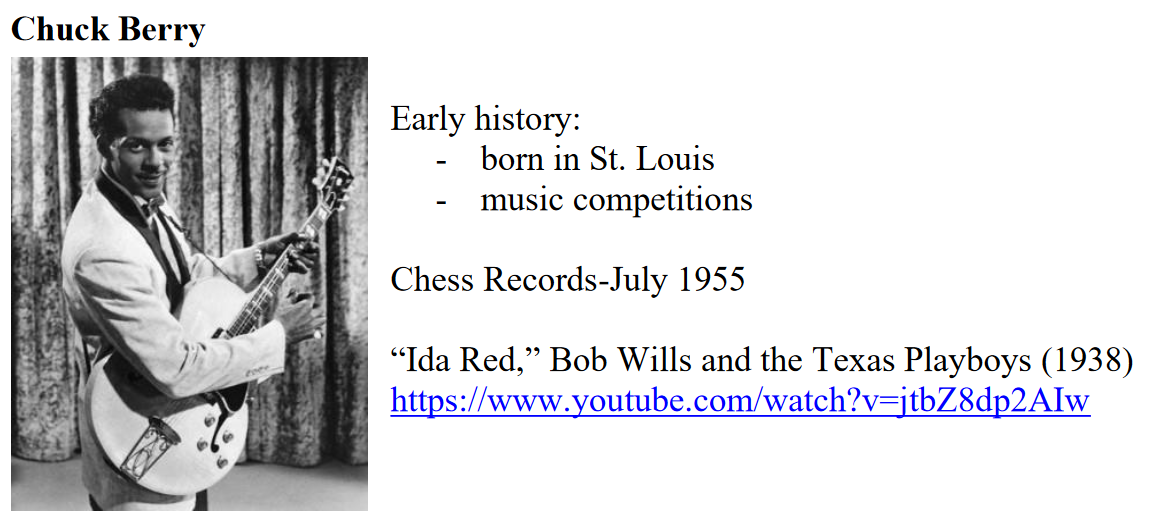 Chuck Berry
Early history:
- born in St. Louis
- music competitions
Chess Records-July 1955
“Ida Red,” Bob Wills and the Texas Playboys (1938)
https://www.youtube.com/watch?v=jtbZ8dp2AIw